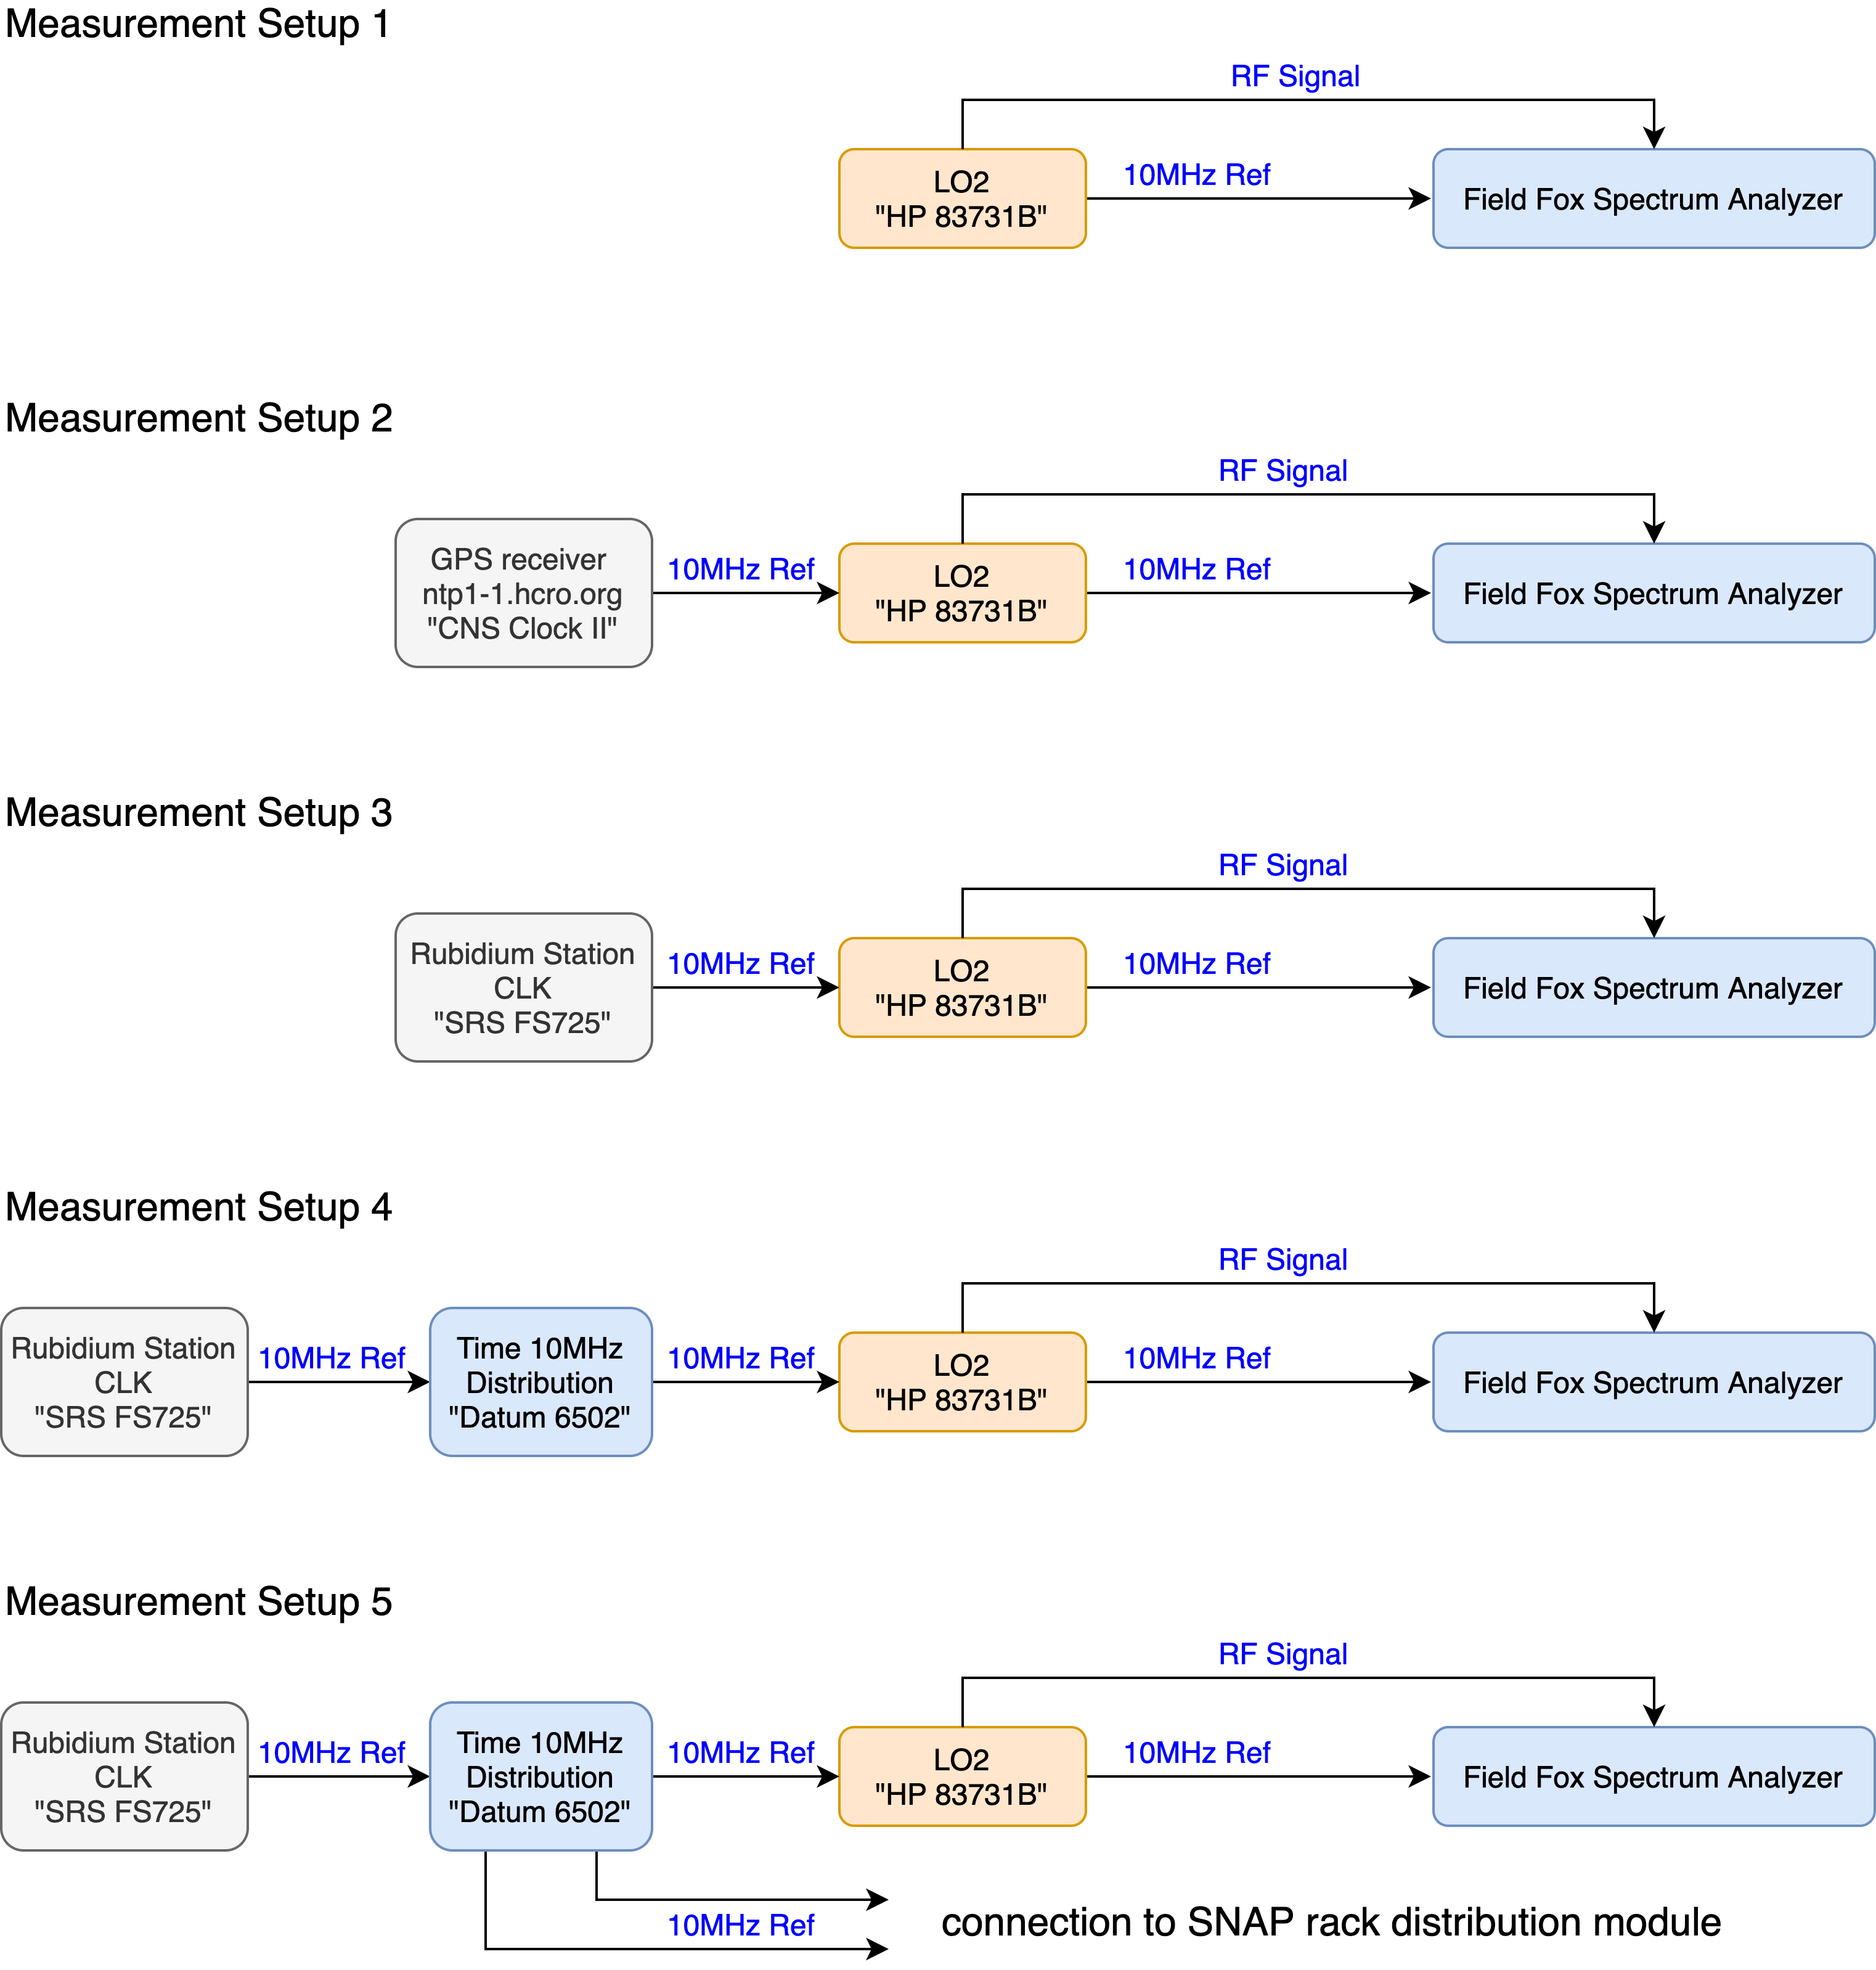 Measurement Setup 1
RF Signal
LO2
"HP 83731B"
10MHz Ref
Field Fox Spectrum Analyzer
Measurement Setup 2
RF Signal
GPS receiver
ntp1-1.hcro.org
"CNS Clock II"
10MHz Ref
LO2
"HP 83731B"
10MHz Ref
Field Fox Spectrum Analyzer
Measurement Setup 3
RF Signal
Rubidium Station
CLK
"SRS FS725"
10MHz Ref
LO2
"HP 83731B"
10MHz Ref
Field Fox Spectrum Analyzer
Measurement Setup 4
RF Signal
Rubidium Station
CLK
"SRS FS725"
10MHz Ref
Time 10MHz
Distribution
"Datum 6502"
10MHz Ref
LO2
"HP 83731B"
10MHz Ref
Field Fox Spectrum Analyzer
Measurement Setup 5
RF Signal
Rubidium Station
CLK
"SRS FS725"
10MHz Ref
Time 10MHz
Distribution
"Datum 6502"
10MHz Ref
LO2
"HP 83731B"
10MHz Ref
Field Fox Spectrum Analyzer
10MHz Ref
connection to SNAP rack distribution module